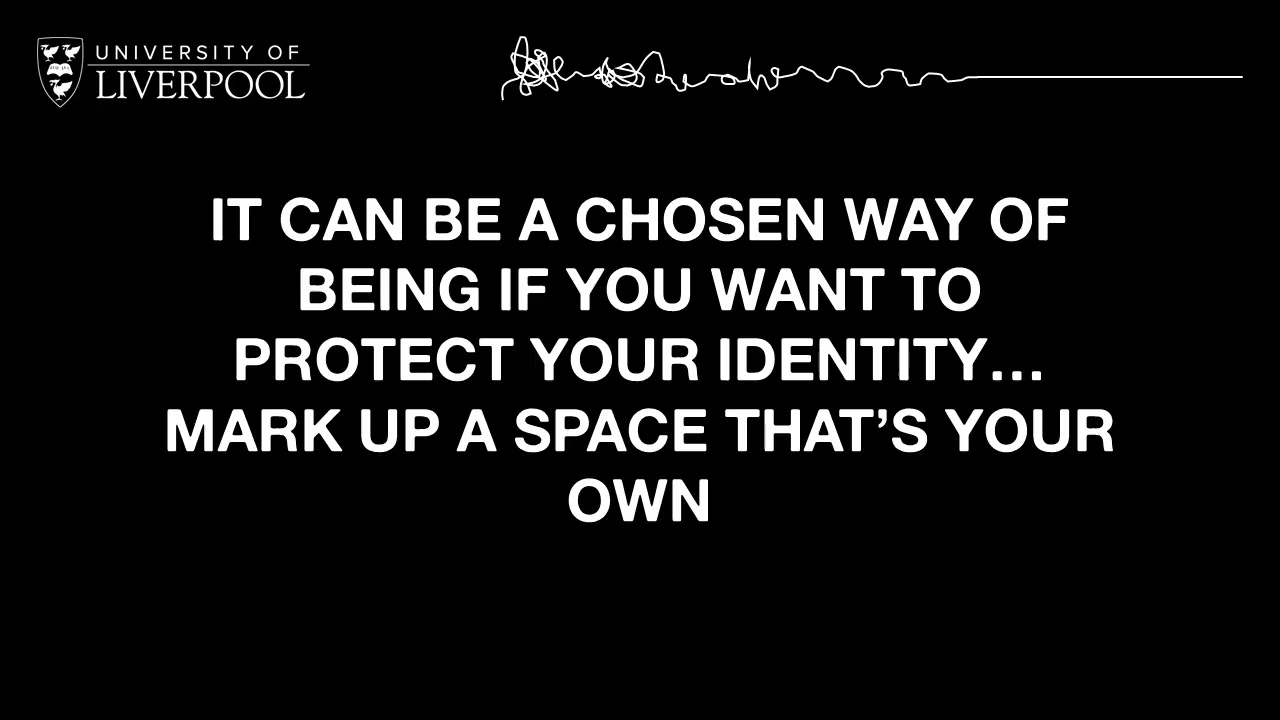 UNIVERSITY OF
LIVERPOOL
IT CAN BE A CHOSEN WAY OF
BEING IF YOU WANT TO
PROTECT YOUR IDENTITY…
MARK UP A SPACE THAT’S YOUR
OWN